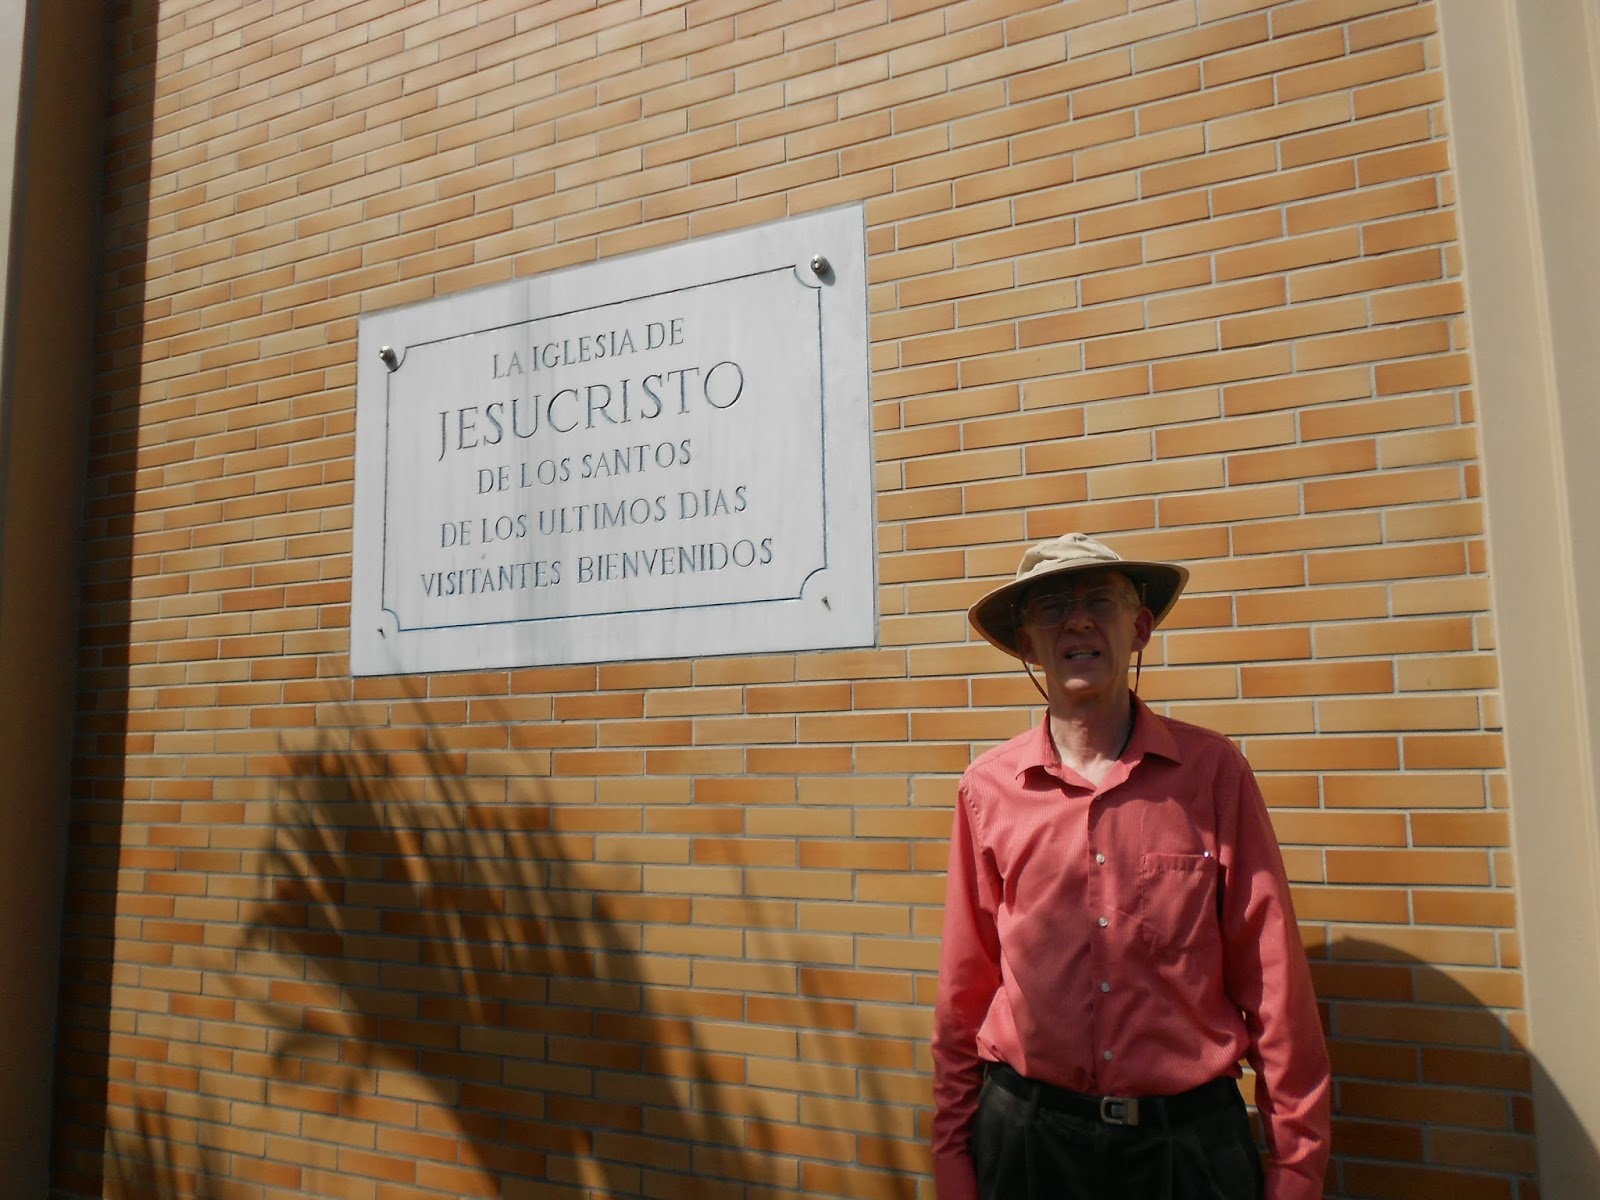 LA IGLESIA DE
JESUCRISTO
DE LOS SANTOS
DE LOS ULTIMOS DIAS
VISITANTES BIENVENIDOS